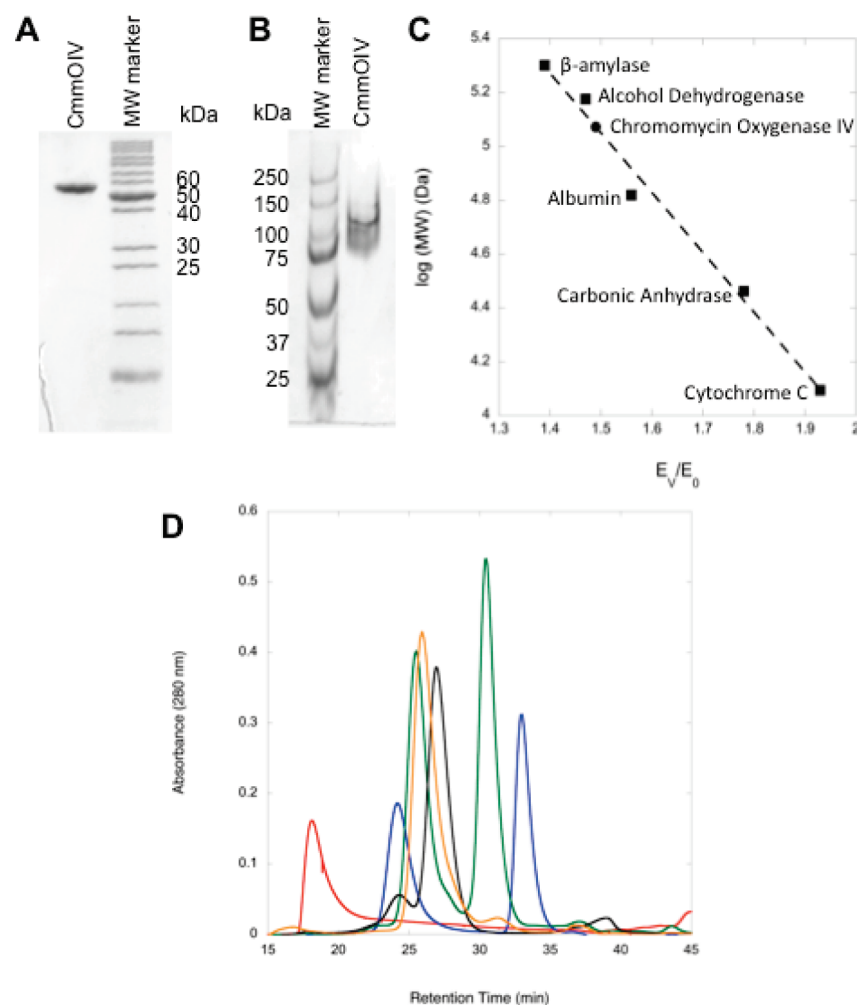 A
CmmOIV
MW marker
kDa
60
50
40
30
25
B
kDa
MW marker
CmmOIV
250
150
100
75
50
37
25
C
log (MW) (Da)
5.4
5.2
5
4.8
4.6
4.4
4.2
4
β-amylase
Alcohol Dehydrogenase
Chromomycin Oxygenase IV
Albumin
Carbonic Anhydrase
Cytochrome C
1.3 1.4 1.5 1.6 1.7 1.8 1.9 2
EV/E0
D
Absorbance (280 nm)
0.6
0.5
0.4
0.3
0.2
0.1
0
15 20 25 30 35 40 45
Retention Time (min)